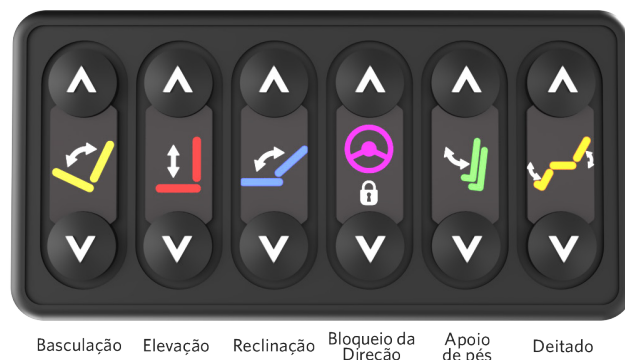 Basculação
Elevação
Reclinação
Bloqueio da
Direção
Apoio
de pés
Deitado